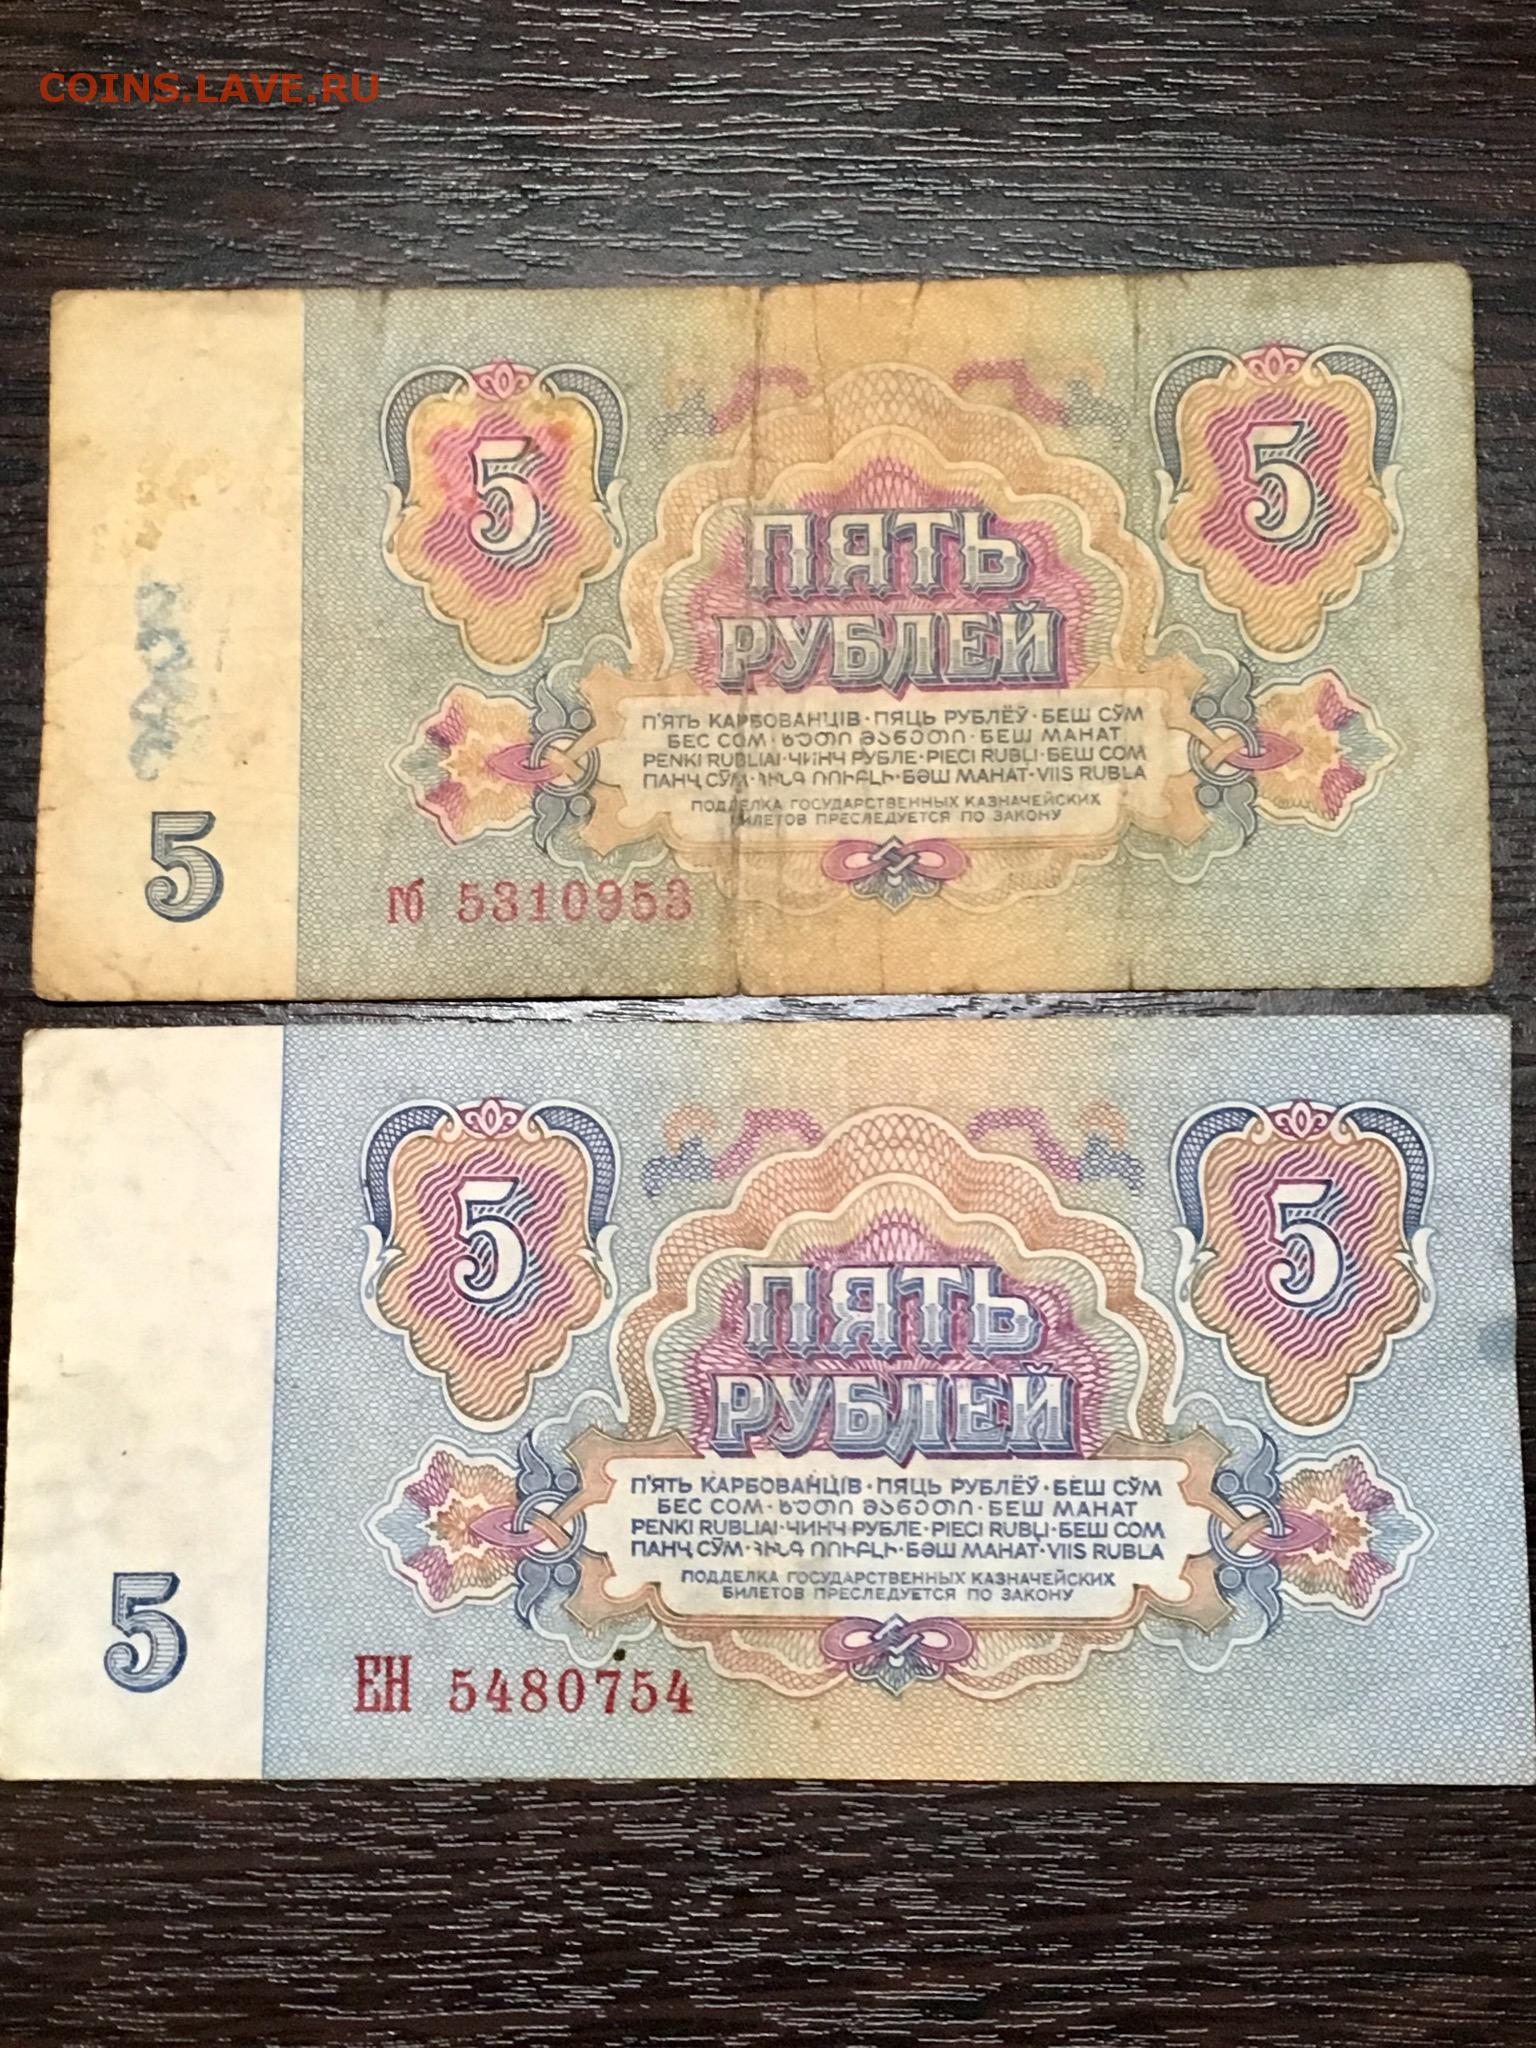 COINS.LAVE.RU
5
5
ПЯТЬ
РУБЛЕЙ
П'ЯТЬ КАРБОВАНЦІВ · ПЯЦЬ РУБЛЁЎ · БЕШ СЎМ
БЕС СОМ · ხუთი მანეთი · БЕШ МАНАТ
PENKI RUBLIAI · ЧИНЧ РУБЛЕ · PIECI RUBĻI · БЕШ СОМ
ПАНҶ СӮМ · ՀԻՆԳ ՌՈՒԲԼԻ · БӘШ МАНАТ · VIIS RUBLA
ПОДДЕЛКА ГОСУДАРСТВЕННЫХ КАЗНАЧЕЙСКИХ
БИЛЕТОВ ПРЕСЛЕДУЕТСЯ ПО ЗАКОНУ
5
гб 5310953
5
5
ПЯТЬ
РУБЛЕЙ
П'ЯТЬ КАРБОВАНЦІВ · ПЯЦЬ РУБЛЁЎ · БЕШ СЎМ
БЕС СОМ · ხუთი მანეთი · БЕШ МАНАТ
PENKI RUBLIAI · ЧИНЧ РУБЛЕ · PIECI RUBĻI · БЕШ СОМ
ПАНҶ СӮМ · ՀԻՆԳ ՌՈՒԲԼԻ · БӘШ МАНАТ · VIIS RUBLA
ПОДДЕЛКА ГОСУДАРСТВЕННЫХ КАЗНАЧЕЙСКИХ
БИЛЕТОВ ПРЕСЛЕДУЕТСЯ ПО ЗАКОНУ
5
ЕН 5480754